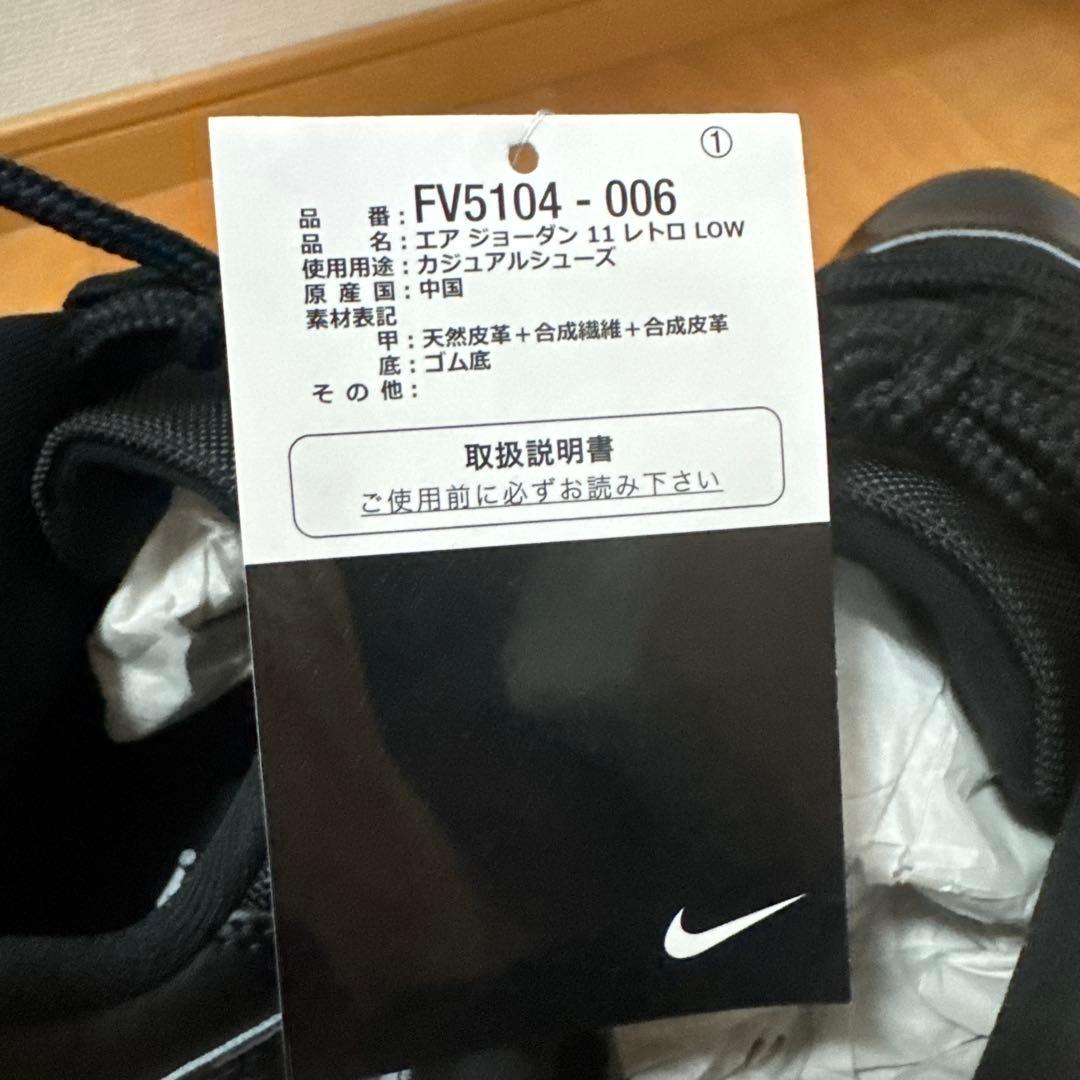 ①
品番:FV5104 - 006
品名:エア ジョーダン 11 レトロ LOW
使用用途:カジュアルシューズ
原産国:中国
素材表記
甲:天然皮革+合成繊維+合成皮革
底:ゴム底
その他:
取扱説明書
ご使用前に必ずお読み下さい